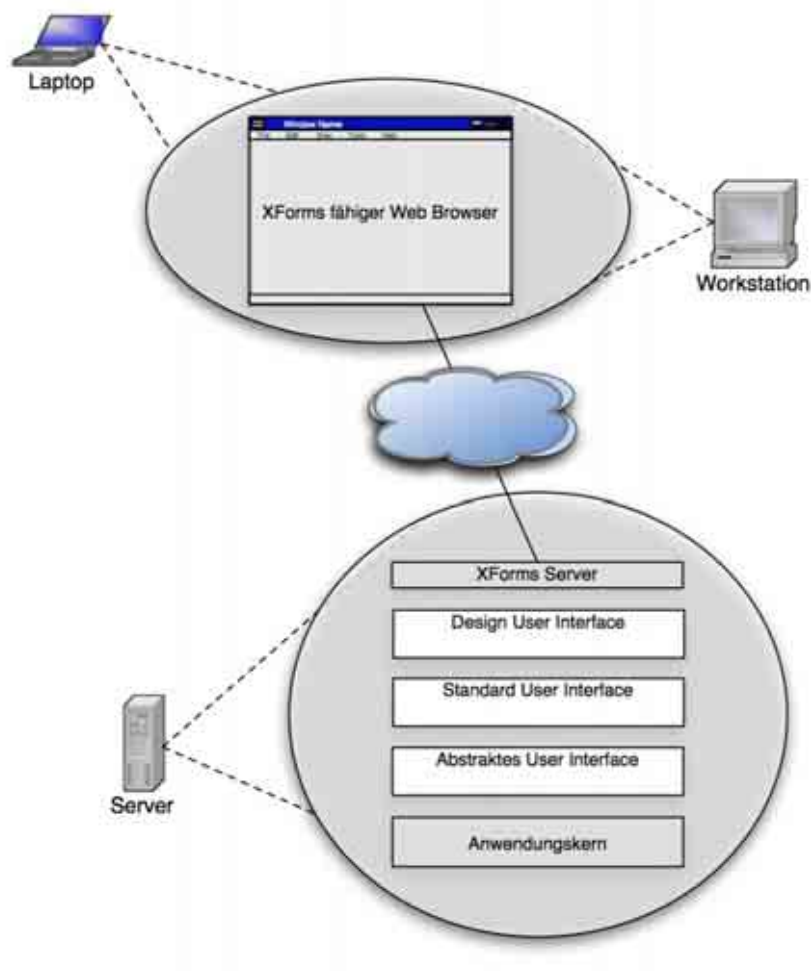 Laptop
Window Name
XForms fähiger Web Browser
Workstation
XForms Server
Design User Interface
Standard User Interface
Abstraktes User Interface
Server
Anwendungskern